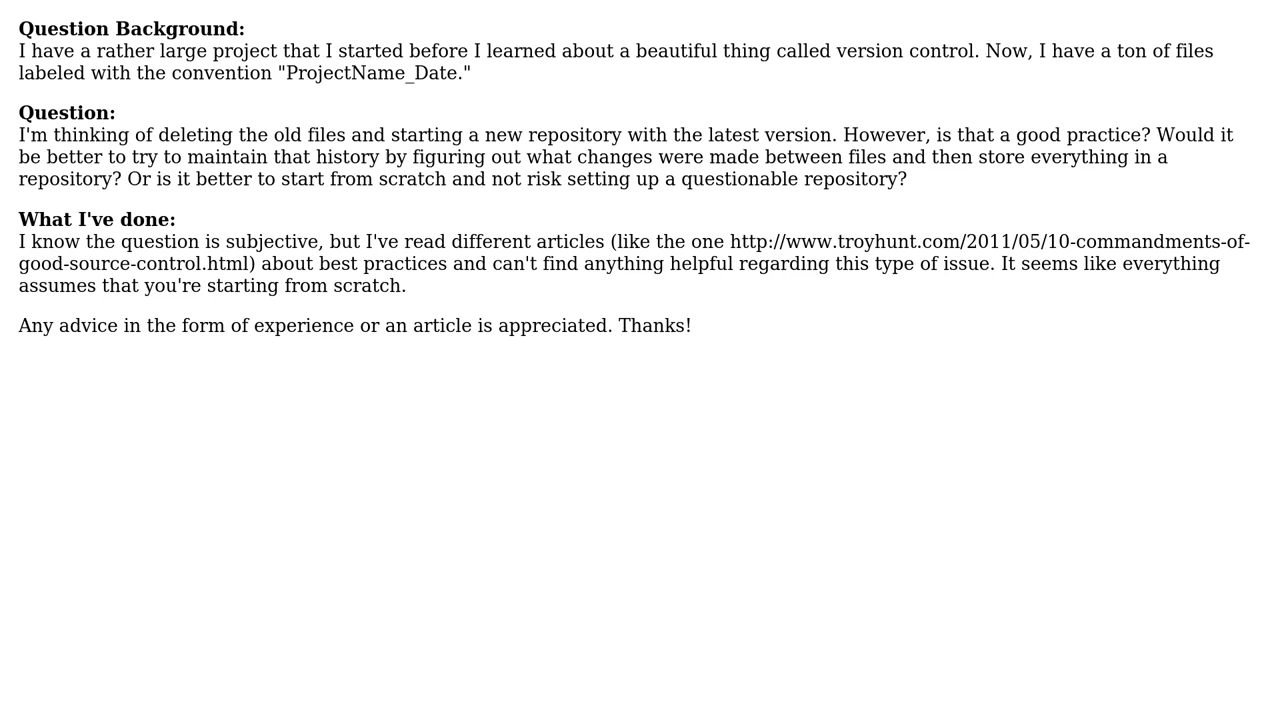 Question Background:
I have a rather large project that I started before I learned about a beautiful thing called version control. Now, I have a ton of files
labeled with the convention "ProjectName_Date."
Question:
I'm thinking of deleting the old files and starting a new repository with the latest version. However, is that a good practice? Would it
be better to try to maintain that history by figuring out what changes were made between files and then store everything in a
repository? Or is it better to start from scratch and not risk setting up a questionable repository?
What I've done:
I know the question is subjective, but I've read different articles (like the one http://www.troyhunt.com/2011/05/10-commandments-of-
good-source-control.html) about best practices and can't find anything helpful regarding this type of issue. It seems like everything
assumes that you're starting from scratch.
Any advice in the form of experience or an article is appreciated. Thanks!